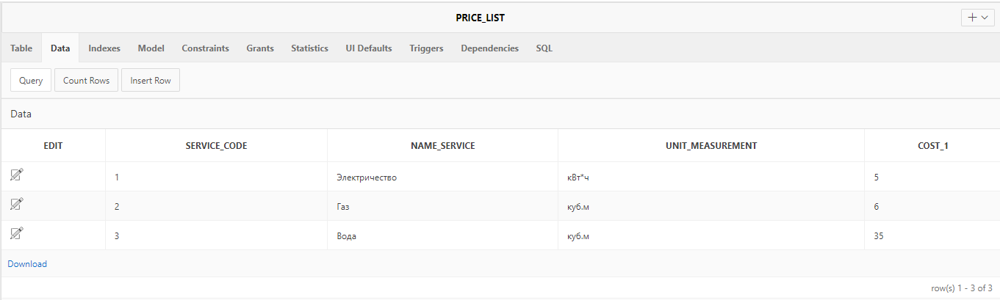 PRICE_LIST
Table Data Indexes Model Constraints Grants Statistics UI Defaults Triggers Dependencies SQL
Query Count Rows Insert Row
Data
EDIT SERVICE_CODE NAME_SERVICE UNIT_MEASUREMENT COST_1
1 Электричество кВт*ч 5
2 Газ куб.м 6
3 Вода куб.м 35
Download
row(s) 1 - 3 of 3